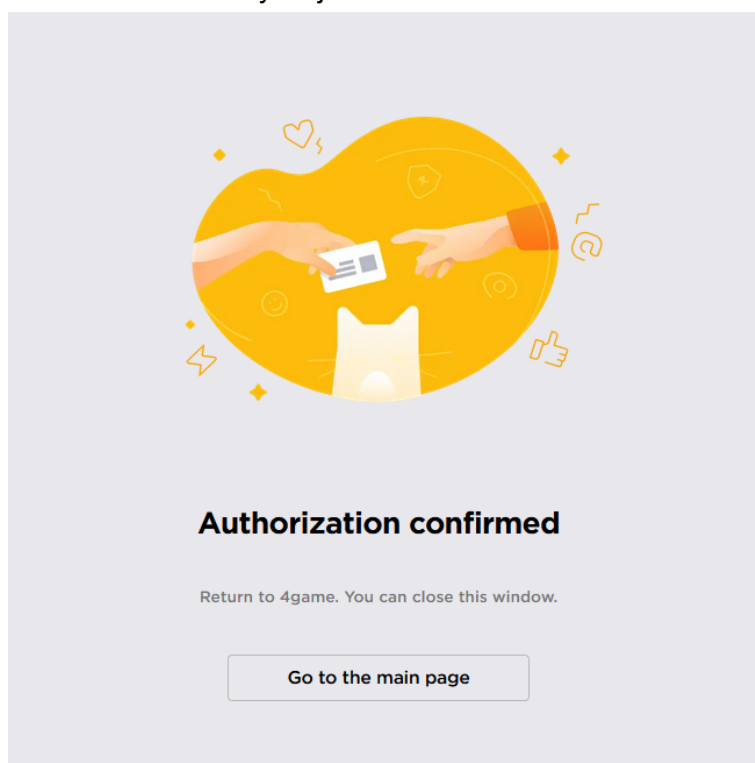 Authorization confirmed
Return to 4game. You can close this window.
Go to the main page